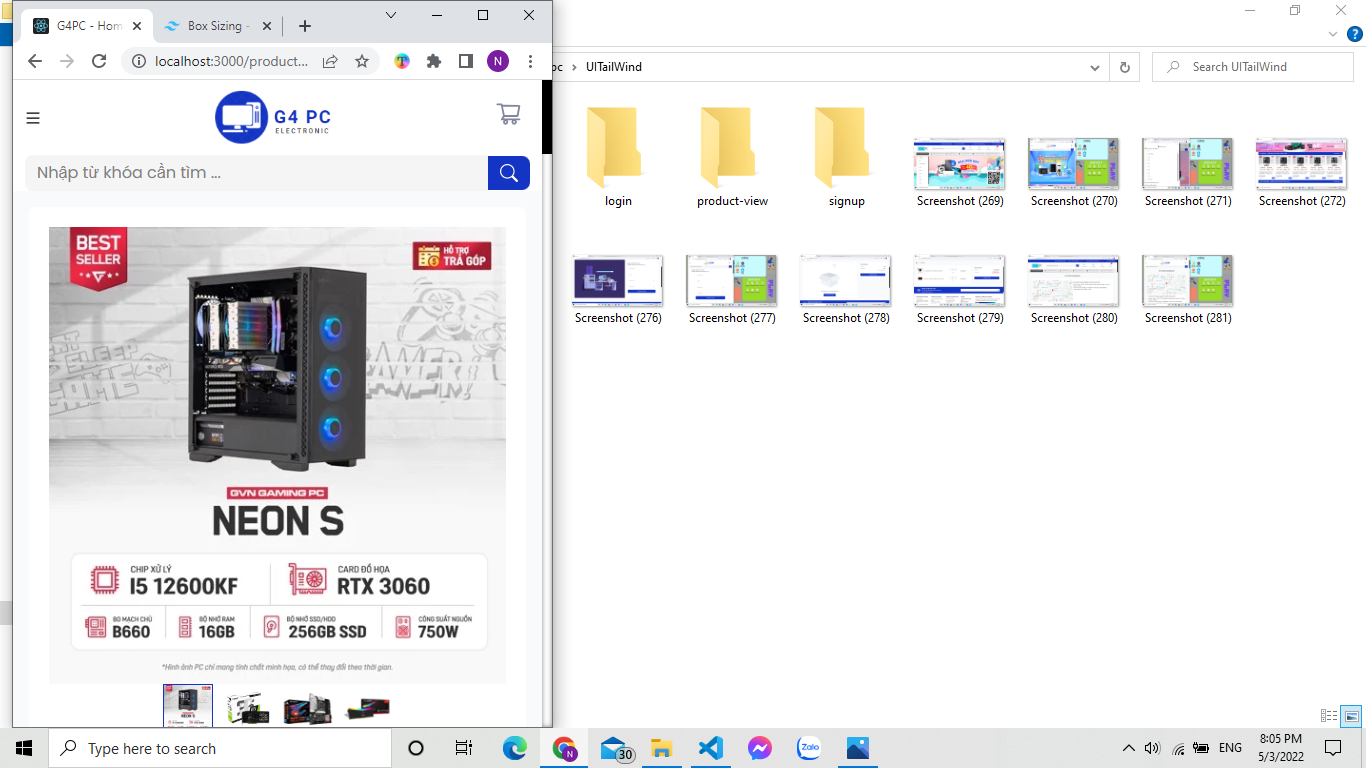 G4PC - Hom
Box Sizing -
localhost:3000/product...
N
G4 PC
ELECTRONIC
Nhập từ khóa cần tìm ...
BEST
SELLER
HỖ TRỢ
TRẢ GÓP
GAMER!
GVN GAMING PC
NEON S
CHIP XỬ LÝ
I5 12600KF
CARD ĐỒ HỌA
RTX 3060
BO MẠCH CHỦ
B660
BỘ NHỚ RAM
16GB
BỘ NHỚ SSD/HDD
256GB SSD
CÔNG SUẤT NGUỒN
750W
*Hình ảnh PC chỉ mang tính chất minh họa, có thể thay đổi theo thời gian.
NEON S
pc › UITailWind
Search UITailWind
login
product-view
signup
Screenshot (269)
Screenshot (270)
Screenshot (271)
Screenshot (272)
Screenshot (276)
Screenshot (277)
Screenshot (278)
Screenshot (279)
Screenshot (280)
Screenshot (281)
Type here to search
N
30
Zalo
ENG
8:05 PM
5/3/2022